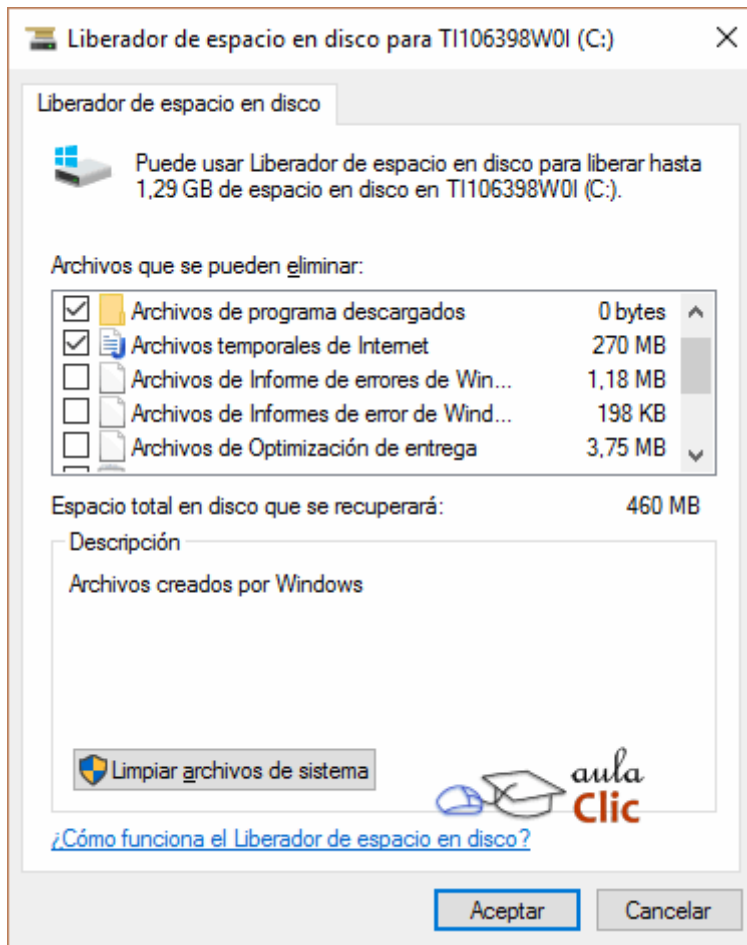 Liberador de espacio en disco para TI106398W0I (C:)
Liberador de espacio en disco
Puede usar Liberador de espacio en disco para liberar hasta
1,29 GB de espacio en disco en TI106398W0I (C:).
Archivos que se pueden eliminar:
Archivos de programa descargados 0 bytes
Archivos temporales de Internet 270 MB
Archivos de Informe de errores de Win... 1,18 MB
Archivos de Informes de error de Wind... 198 KB
Archivos de Optimización de entrega 3,75 MB
Espacio total en disco que se recuperará: 460 MB
Descripción
Archivos creados por Windows
Limpiar archivos de sistema
aula
Clic
¿Cómo funciona el Liberador de espacio en disco?
Aceptar Cancelar